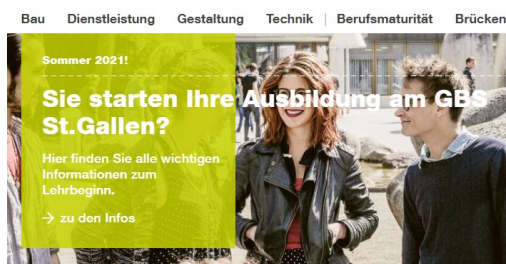 Bau Dienstleistung Gestaltung Technik Berufsmaturität Brücken
Sommer 2021!
Sie starten Ihre Ausbildung am GBS
St.Gallen?
Hier finden Sie alle wichtigen
Informationen zum
Lehrbeginn.
→ zu den Infos